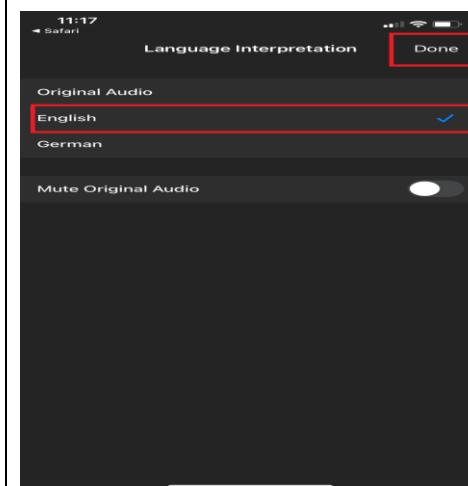 11:17
◄ Safari
Language Interpretation Done
Original Audio
English
German
Mute Original Audio